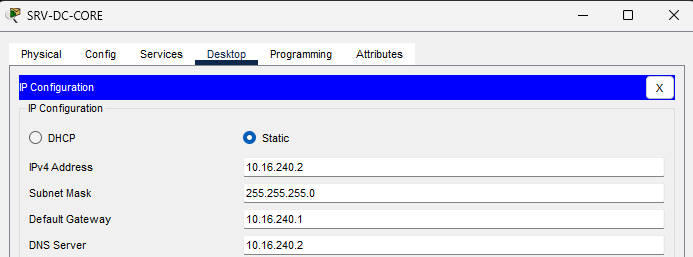 SRV-DC-CORE
Physical Config Services Desktop Programming Attributes
IP Configuration X
IP Configuration
DHCP Static
IPv4 Address 10.16.240.2
Subnet Mask 255.255.255.0
Default Gateway 10.16.240.1
DNS Server 10.16.240.2